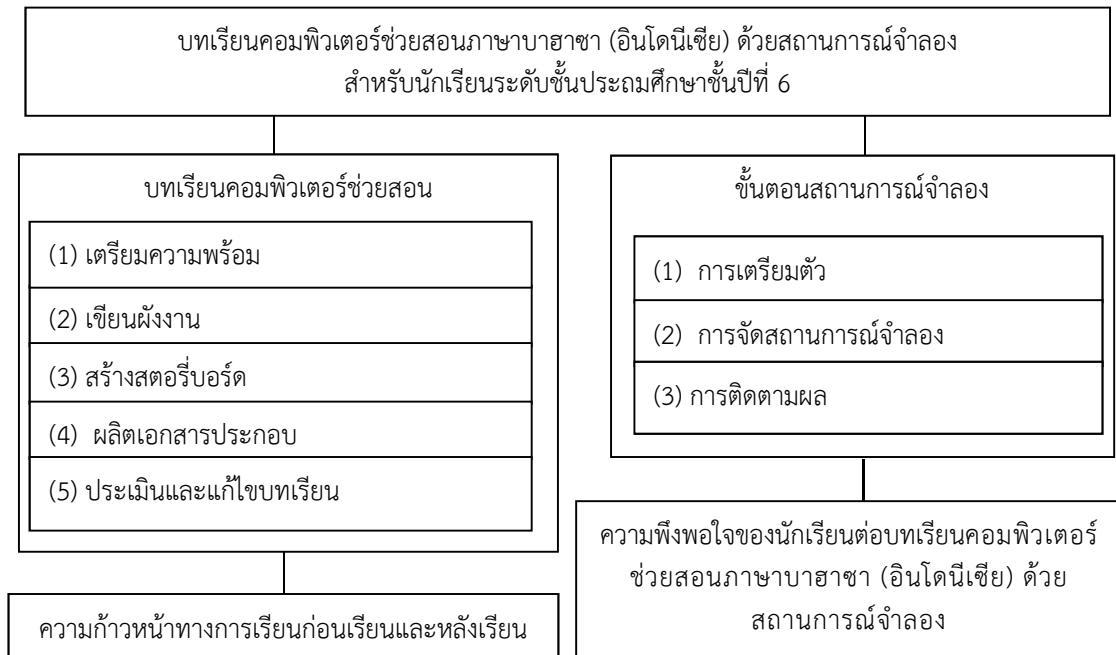 บทเรียนคอมพิวเตอร์ช่วยสอนภาษาบาฮาซา (อินโดนีเซีย) ด้วยสถานการณ์จำลอง
สำหรับนักเรียนระดับชั้นประถมศึกษาชั้นปีที่ 6
บทเรียนคอมพิวเตอร์ช่วยสอน
(1) เตรียมความพร้อม
(2) เขียนผังงาน
(3) สร้างสตอรี่บอร์ด
(4) ผลิตเอกสารประกอบ
(5) ประเมินและแก้ไขบทเรียน
ความก้าวหน้าทางการเรียนก่อนเรียนและหลังเรียน
ขั้นตอนสถานการณ์จำลอง
(1) การเตรียมตัว
(2) การจัดสถานการณ์จำลอง
(3) การติดตามผล
ความพึงพอใจของนักเรียนต่อบทเรียนคอมพิวเตอร์
ช่วยสอนภาษาบาฮาซา (อินโดนีเซีย) ด้วย
สถานการณ์จำลอง